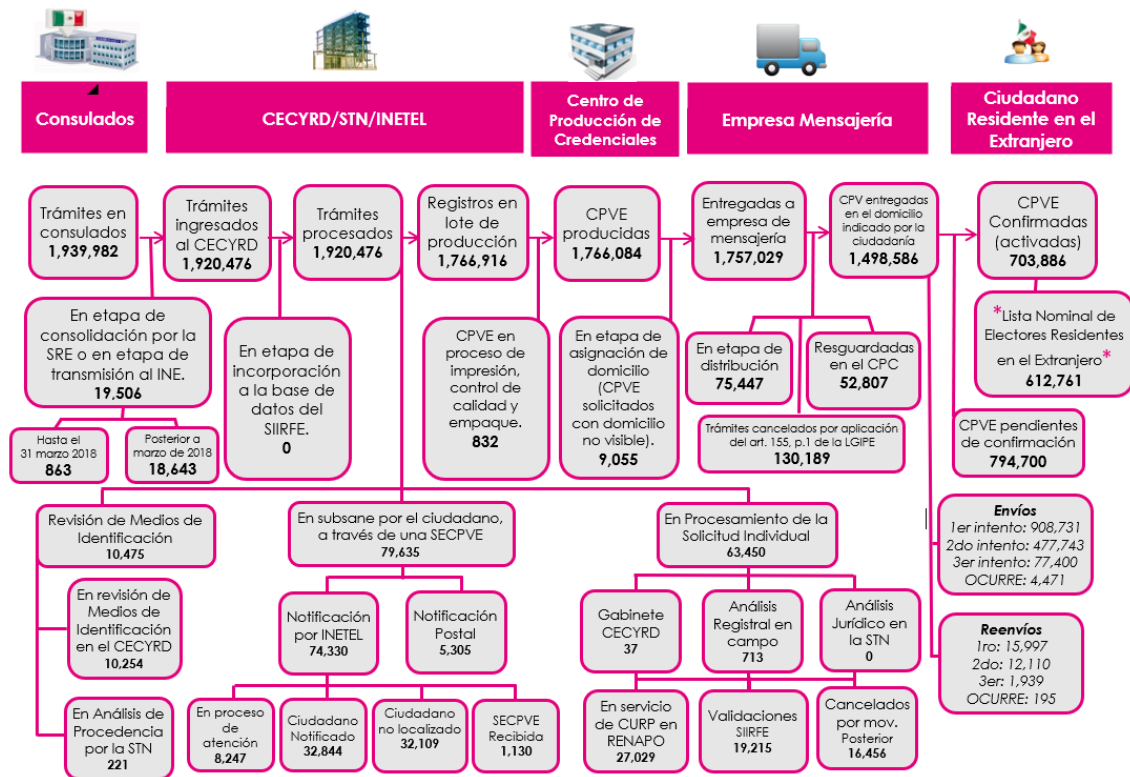 Consulados
CECYRD/STN/INETEL
Centro de
Producción de
Credenciales
Empresa Mensajería
Ciudadano
Residente en el
Extranjero
Trámites en
consulados
1,939,982
Trámites
ingresados
al CECYRD
1,920,476
Trámites
procesados
1,920,476
Registros en
lote de
producción
1,766,916
CPVE
producidas
1,766,084
Entregadas a
empresa de
mensajería
1,757,029
CPV entregadas
en el domicilio
indicado por la
ciudadanía
1,498,586
CPVE
Confirmadas
(activadas)
703,886
En etapa de
consolidación por la
SRE o en etapa de
transmisión al INE.
19,506
Hasta el
31 marzo 2018
863
Posterior a
marzo de 2018
18,643
En etapa de
incorporación
a la base de
datos del
SIIRFE.
0
CPVE en
proceso de
impresión,
control de
calidad y
empaque.
832
En etapa de
asignación de
domicilio
(CPVE
solicitados
con domicilio
no visible).
9,055
En etapa de
distribución
75,447
Resguardadas
en el CPC
52,807
Trámites cancelados por aplicación
del art. 155, p.1 de la LGIPE
130,189
*Lista Nominal de
Electores Residentes
en el Extranjero*
612,761
CPVE pendientes
de confirmación
794,700
Revisión de Medios de
Identificación
10,475
En revisión de
Medios de
Identificación
en el CECYRD
10,254
En Análisis de
Procedencia
por la STN
221
En subsane por el ciudadano,
a través de una SECPVE
79,635
Notificación
por INETEL
74,330
Notificación
Postal
5,305
En proceso
de
atención
8,247
Ciudadano
Notificado
32,844
Ciudadano
no localizado
32,109
SECPVE
Recibida
1,130
En Procesamiento de la
Solicitud Individual
63,450
Gabinete
CECYRD
37
Análisis
Registral en
campo
713
Análisis
Jurídico en
la STN
0
En servicio
de CURP en
RENAPO
27,029
Validaciones
SIIRFE
19,215
Cancelados
por mov.
Posterior
16,456
Envíos
1er intento: 908,731
2do intento: 477,743
3er intento: 77,400
OCURRE: 4,471
Reenvíos
1ro: 15,997
2do: 12,110
3er: 1,939
OCURRE: 195